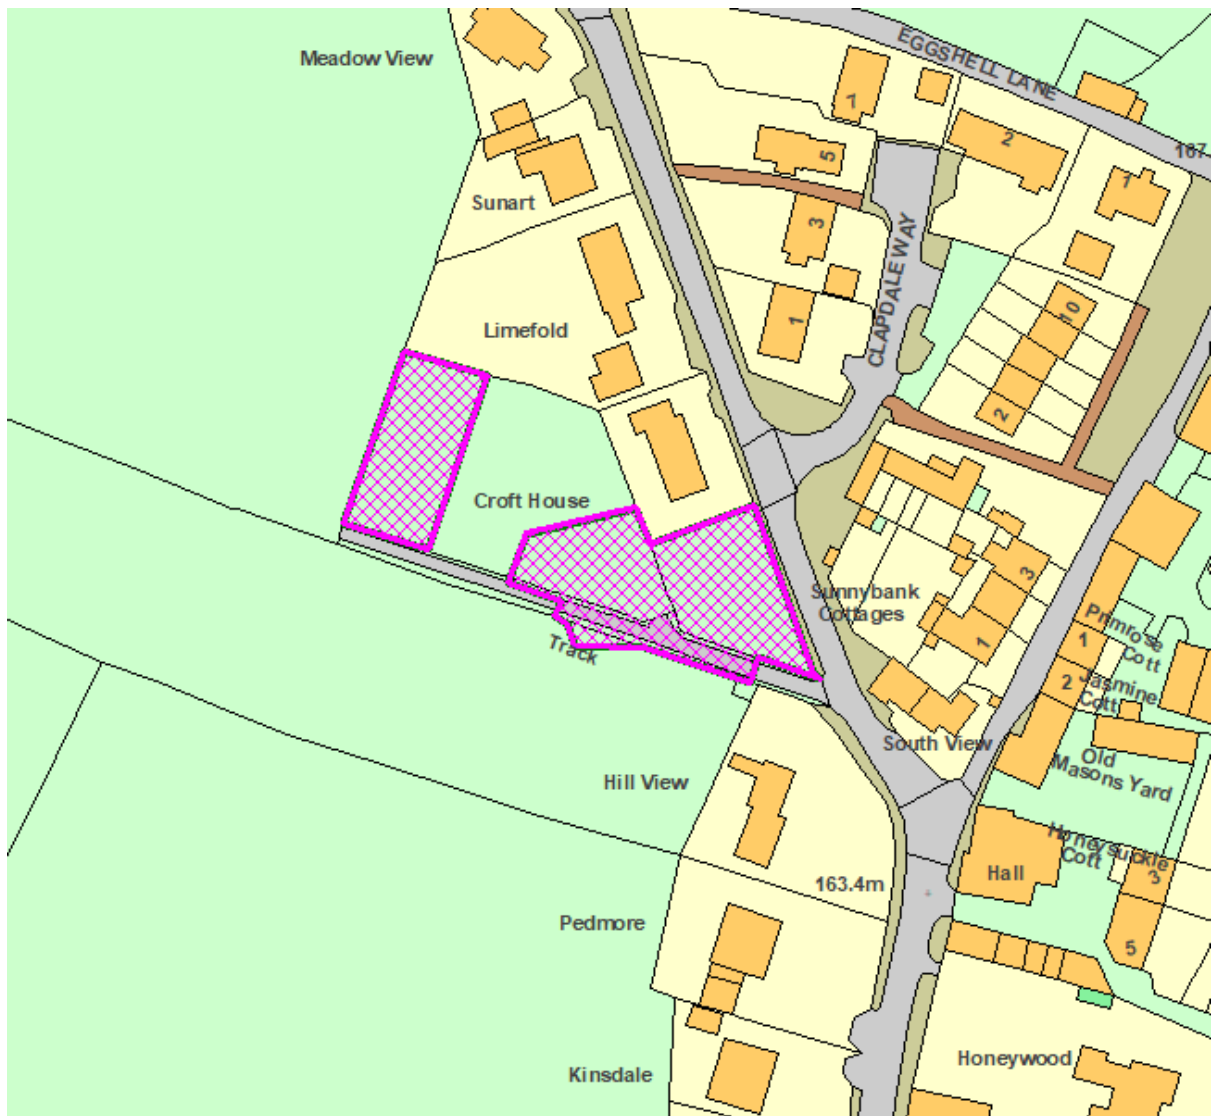 EGGSHELL LANE
Meadow View
7
2
167
5
1
Sunart
3
CLAPDALE WAY
10
Limefold
1
2
Croft House
3
Sunnybank
Cottages
Primrose
Cott
1
1
Track
2
Jasmine
Cott
South View
Old
Masons Yard
Hill View
Honeysuckle
Cott
Hall
3
163.4m
Pedmore
5
Honeywood
Kinsdale